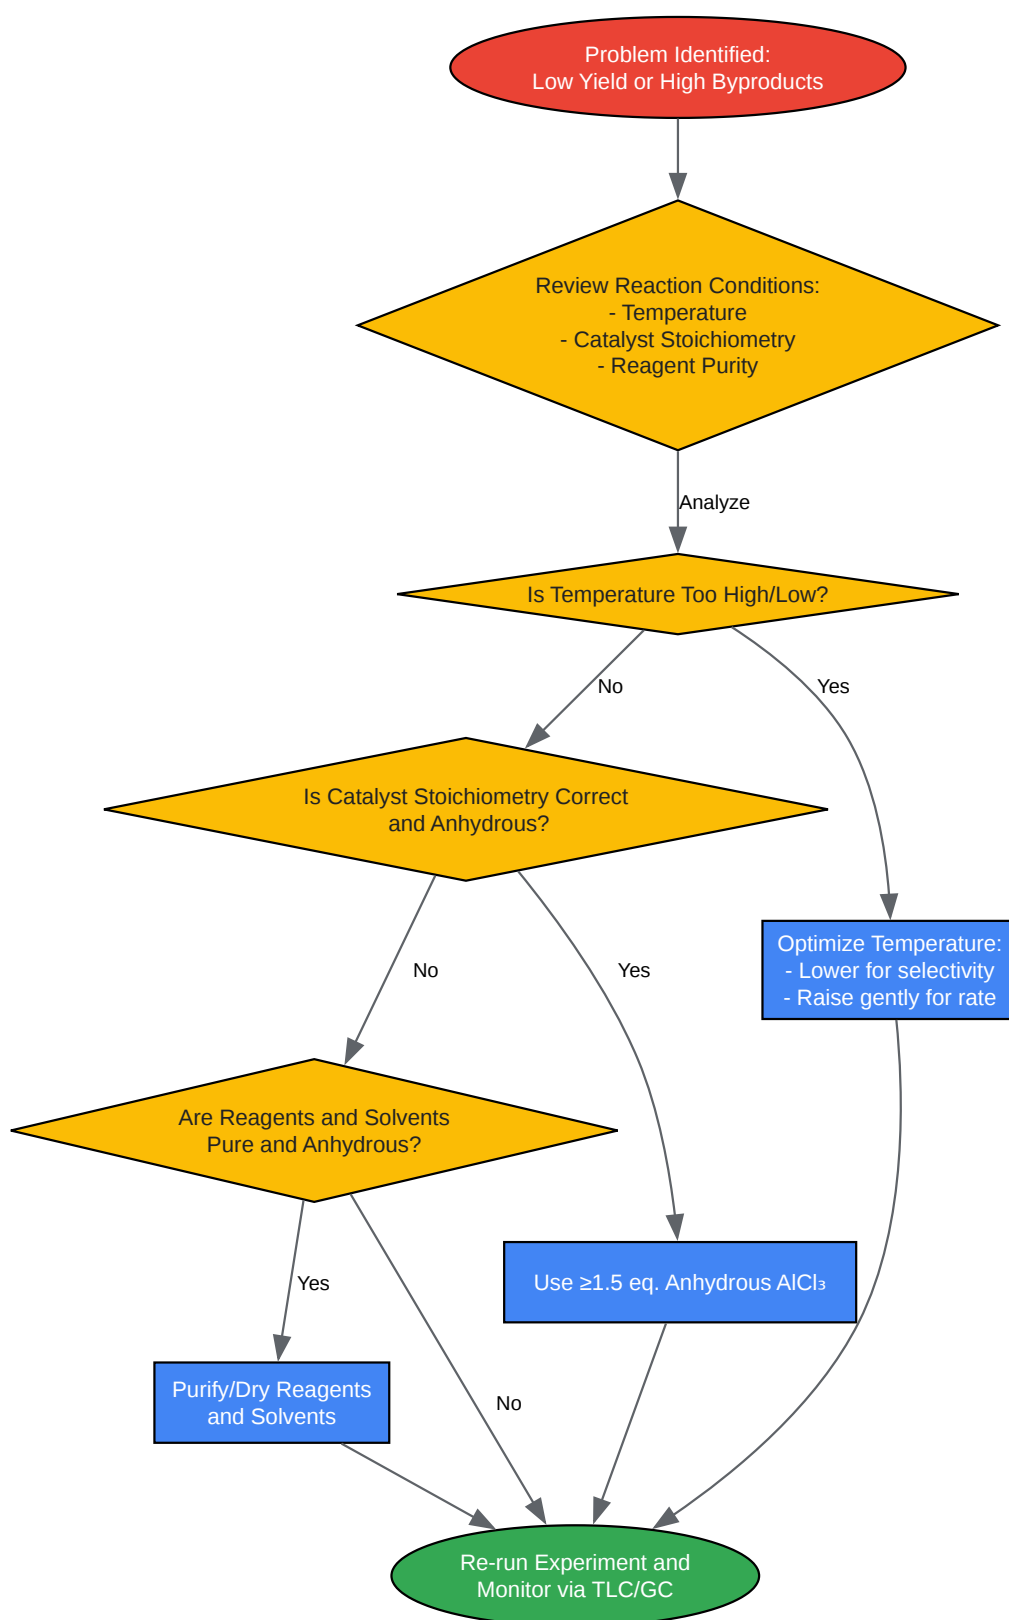 Problem Identified:
Low Yield or High Byproducts
Review Reaction Conditions:
- Temperature
- Catalyst Stoichiometry
- Reagent Purity
Analyze
Is Temperature Too High/Low?
No
Yes
Is Catalyst Stoichiometry Correct
and Anhydrous?
Optimize Temperature:
- Lower for selectivity
- Raise gently for rate
No
Yes
Are Reagents and Solvents
Pure and Anhydrous?
Use ≥1.5 eq. Anhydrous AlCl₃
Yes
Purify/Dry Reagents
and Solvents
No
Re-run Experiment and
Monitor via TLC/GC